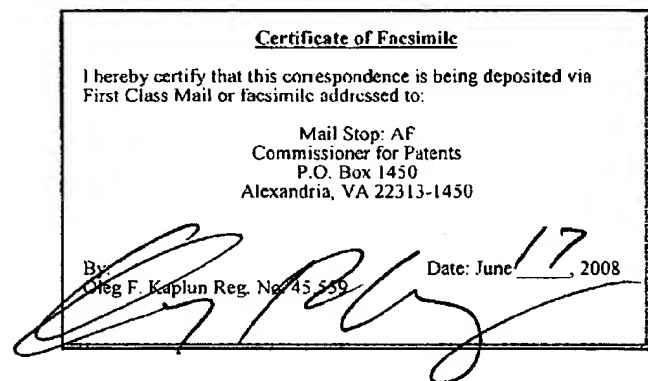 Certificate of Facsimile
I hereby certify that this correspondence is being deposited via
First Class Mail or facsimile addressed to:
Mail Stop: AF
Commissioner for Patents
P.O. Box 1450
Alexandria, VA 22313-1450
By:
Date: June 17, 2008
Oleg F. Kaplun Reg. No. 45,559